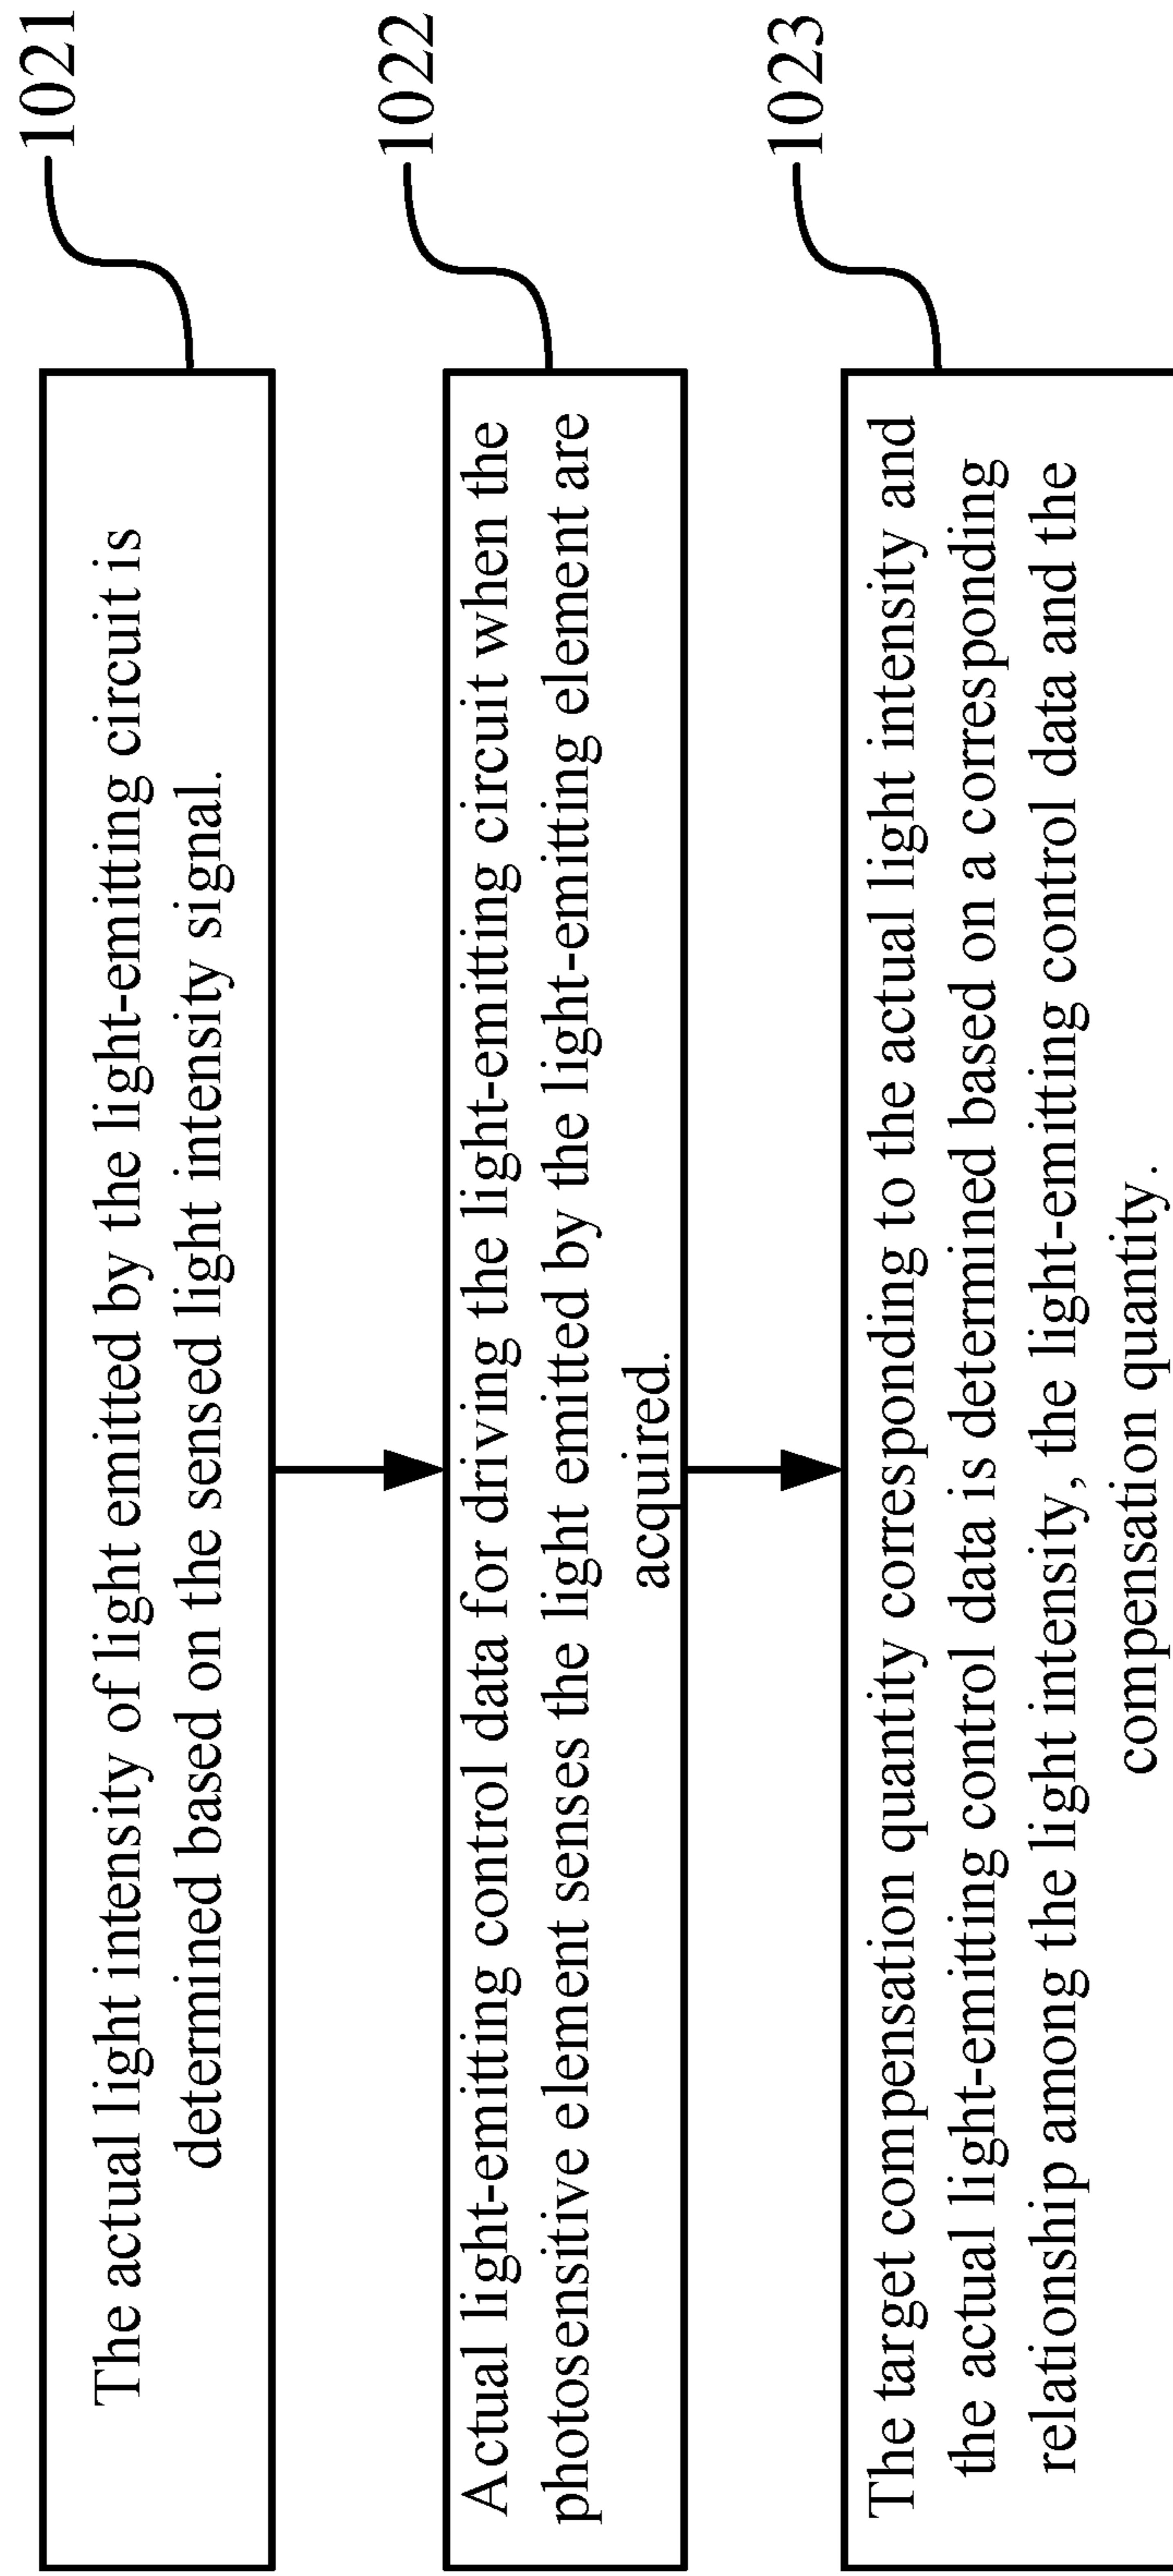 The actual light intensity of light emitted by the light-emitting circuit is
determined based on the sensed light intensity signal.
1021
Actual light-emitting control data for driving the light-emitting circuit when the
photosensitive element senses the light emitted by the light-emitting element are
acquired.
1022
The target compensation quantity corresponding to the actual light intensity and
the actual light-emitting control data is determined based on a corresponding
relationship among the light intensity, the light-emitting control data and the
compensation quantity.
1023